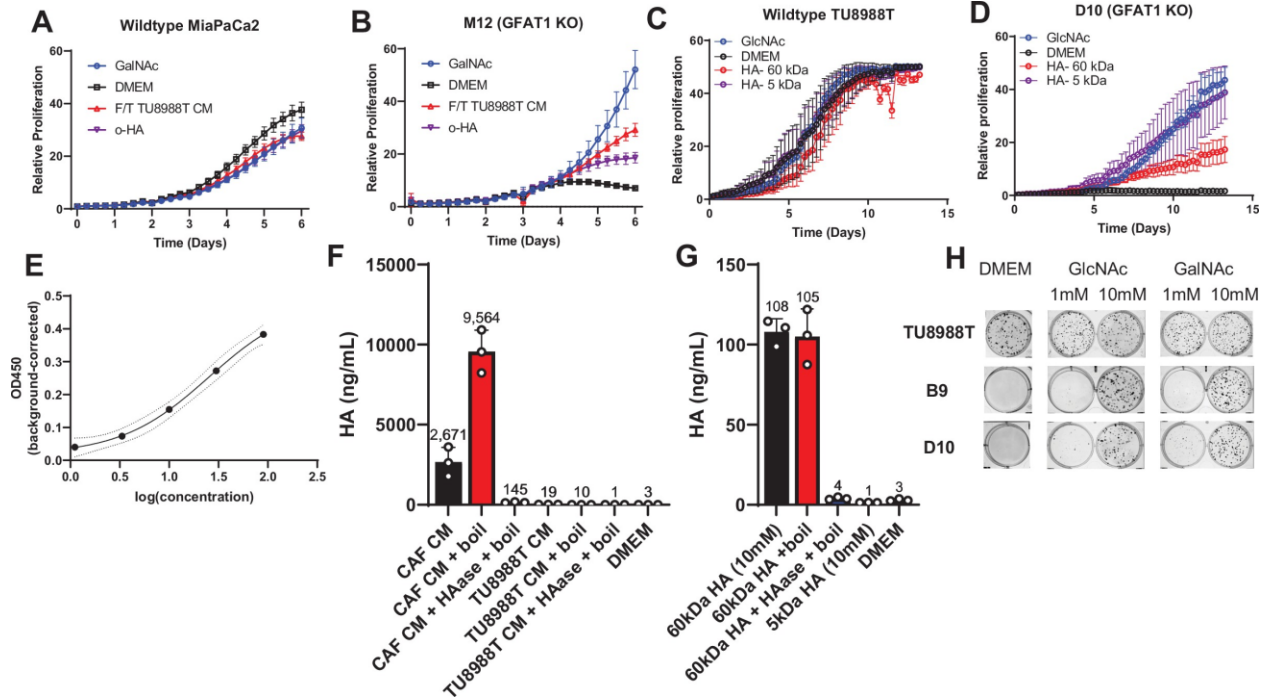 A
Wildtype MiaPaCa2
Relative Proliferation
60
40
20
0
GalNAc
DMEM
F/T TU8988T CM
o-HA
0 1 2 3 4 5 6
Time (Days)
B
M12 (GFAT1 KO)
Relative Proliferation
60
40
20
0
GalNAc
DMEM
F/T TU8988T CM
o-HA
0 1 2 3 4 5 6
Time (Days)
C
Wildtype TU8988T
Relative proliferation
60
40
20
0
GlcNAc
DMEM
HA- 60 kDa
HA- 5 kDa
0 5 10 15
Time (Days)
D
D10 (GFAT1 KO)
Relative proliferation
60
40
20
0
GlcNAc
DMEM
HA- 60 kDa
HA- 5 kDa
0 5 10 15
Time (Days)
E
OD450
(background-corrected)
0.5
0.4
0.3
0.2
0.1
0.0
0.0 0.5 1.0 1.5 2.0 2.5
log(concentration)
F
HA (ng/mL)
15000
10000
5000
0
2,671
9,564
145
19
10
1
3
CAF CM
CAF CM + boil
CAF CM + HAase + boil
TU8988T CM
TU8988T CM + boil
TU8988T CM + HAase + boil
DMEM
G
HA (ng/mL)
150
100
50
0
108
105
4
1
3
60kDa HA (10mM)
60kDa HA +boil
60kDa HA + HAase + boil
5kDa HA (10mM)
DMEM
H
DMEM GlcNAc GalNAc
1mM 10mM 1mM 10mM
TU8988T
B9
D10